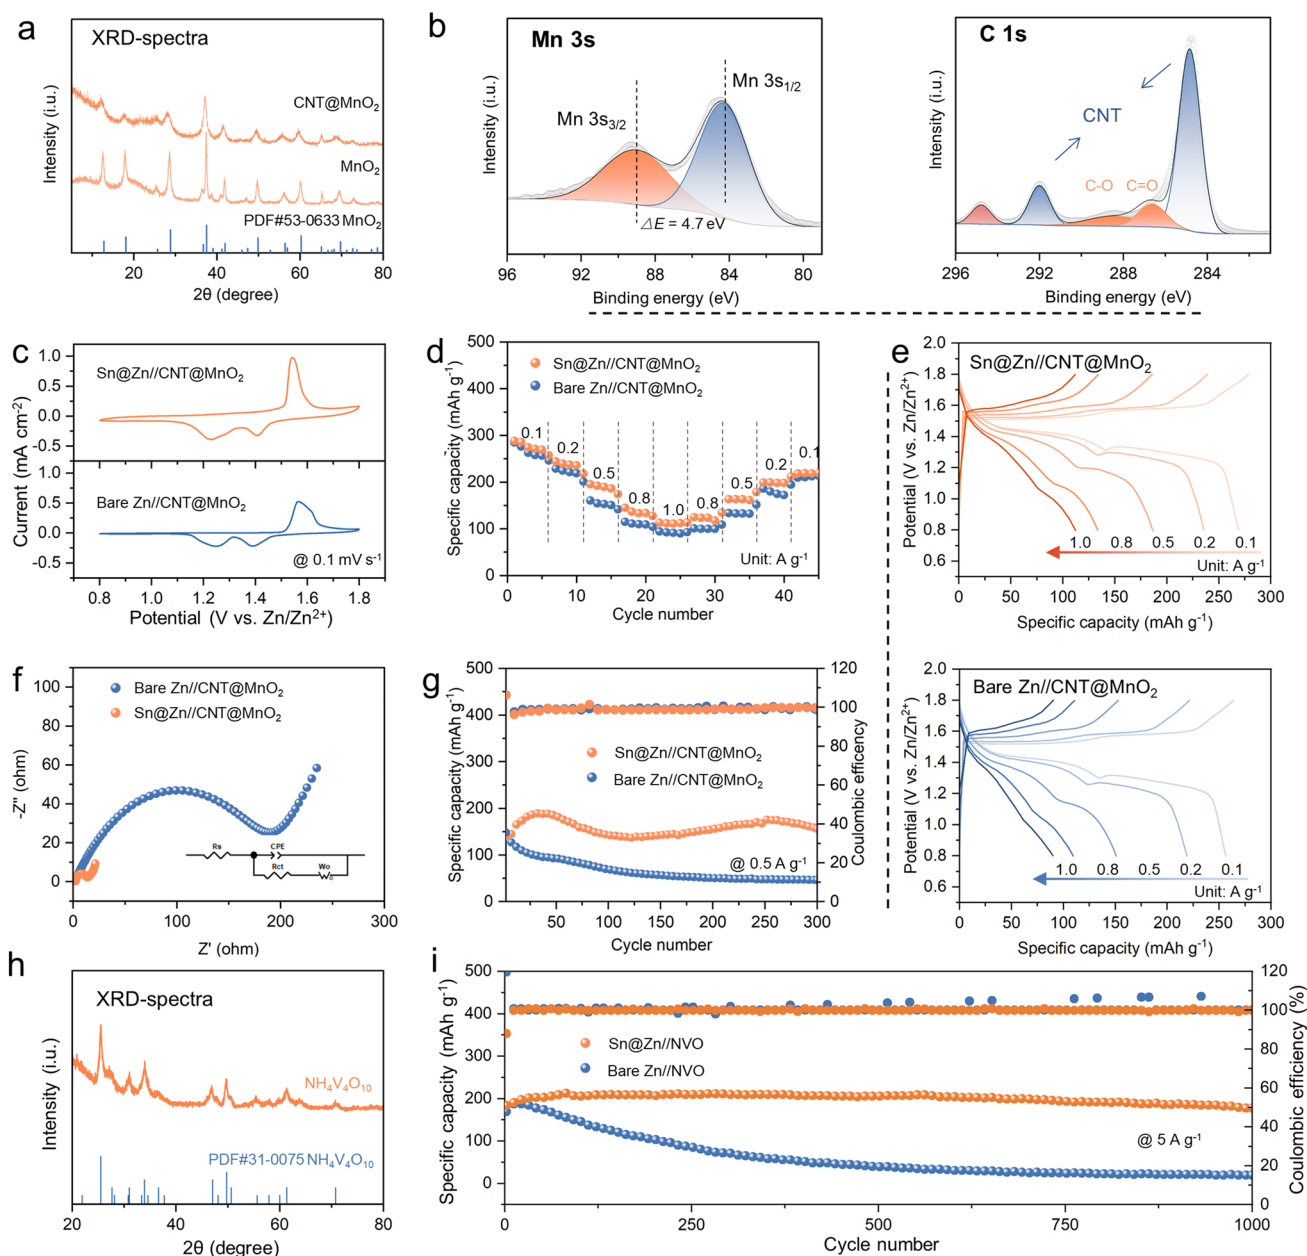 a
XRD-spectra
CNT@MnO2
MnO2
PDF#53-0633 MnO2
Intensity (i.u.)
20 40 60 80
2θ (degree)
b
Mn 3s
Mn 3s1/2
Mn 3s3/2
ΔE = 4.7 eV
Intensity (i.u.)
96 92 88 84 80
Binding energy (eV)
C 1s
CNT
C-O C=O
Intensity (i.u.)
296 292 288 284
Binding energy (eV)
c
Sn@Zn//CNT@MnO2
1.0
0.5
0.0
-0.5
Bare Zn//CNT@MnO2
1.0
0.5
0.0
-0.5
@ 0.1 mV s-1
Current (mA cm-2)
0.8 1.0 1.2 1.4 1.6 1.8
Potential (V vs. Zn/Zn2+)
d
500
400
300
200
100
0
Sn@Zn//CNT@MnO2
Bare Zn//CNT@MnO2
0.1 0.2 0.5 0.8 1.0 0.8 0.5 0.2 0.1
Unit: A g-1
Specific capacity (mAh g-1)
0 10 20 30 40
Cycle number
e
2.0
1.8
1.6
1.4
1.2
1.0
0.8
0.6
Sn@Zn//CNT@MnO2
1.0 0.8 0.5 0.2 0.1
Unit: A g-1
Potential (V vs. Zn/Zn2+)
0 50 100 150 200 250 300
Specific capacity (mAh g-1)
2.0
1.8
1.6
1.4
1.2
1.0
0.8
0.6
Bare Zn//CNT@MnO2
1.0 0.8 0.5 0.2 0.1
Unit: A g-1
Potential (V vs. Zn/Zn2+)
0 50 100 150 200 250 300
Specific capacity (mAh g-1)
f
100
80
60
40
20
0
Bare Zn//CNT@MnO2
Sn@Zn//CNT@MnO2
Rs CPE
Rct Wo
-Z'' (ohm)
0 100 200 300
Z' (ohm)
g
500
400
300
200
100
0
120
100
80
60
40
20
0
Sn@Zn//CNT@MnO2
Bare Zn//CNT@MnO2
@ 0.5 A g-1
Specific capacity (mAh g-1)
Coulombic efficency
0 50 100 150 200 250 300
Cycle number
h
XRD-spectra
NH4V4O10
PDF#31-0075 NH4V4O10
Intensity (i.u.)
20 40 60 80
2θ (degree)
i
500
400
300
200
100
0
120
100
80
60
40
20
0
Sn@Zn//NVO
Bare Zn//NVO
@ 5 A g-1
Specific capacity (mAh g-1)
Coulombic efficiency (%)
0 250 500 750 1000
Cycle number